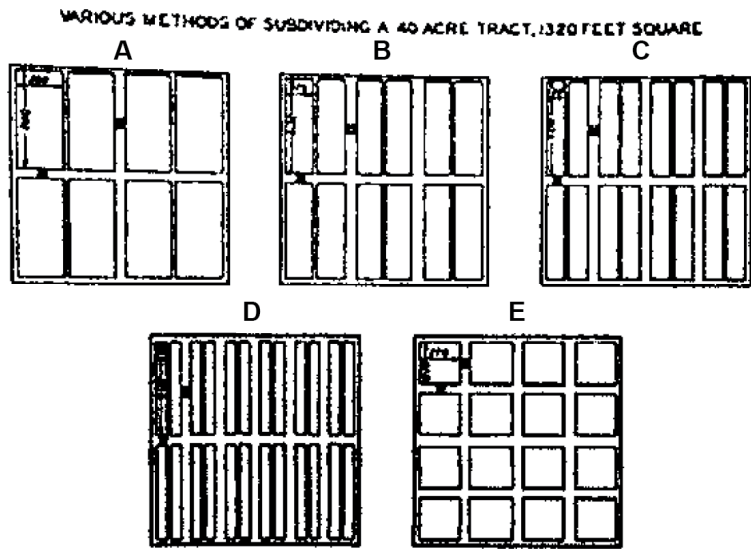 VARIOUS METHODS OF SUBDIVIDING A 40 ACRE TRACT, 1320 FEET SQUARE
A B C
D E